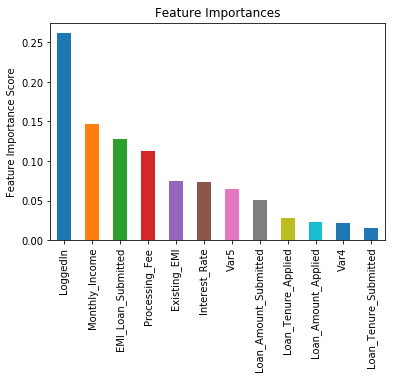 Feature Importances
Feature Importance Score
0.25
0.20
0.15
0.10
0.05
0.00
LoggedIn
Monthly_Income
EMI_Loan_Submitted
Processing_Fee
Existing_EMI
Interest_Rate
Var5
Loan_Amount_Submitted
Loan_Tenure_Applied
Loan_Amount_Applied
Var4
Loan_Tenure_Submitted